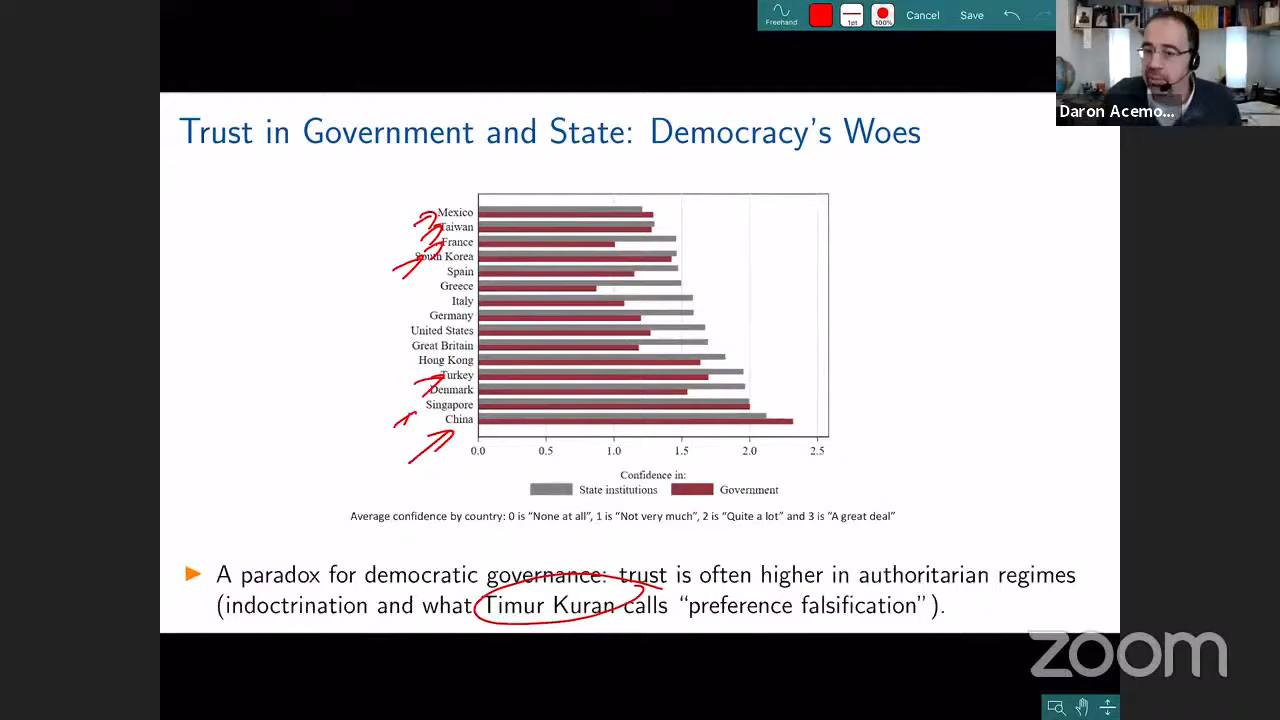 Freehand
1pt
100%
Cancel
Save
Daron Acemo...
Trust in Government and State: Democracy's Woes
Mexico
Taiwan
France
South Korea
Spain
Greece
Italy
Germany
United States
Great Britain
Hong Kong
Turkey
Denmark
Singapore
China
0.0 0.5 1.0 1.5 2.0 2.5
Confidence in:
State institutions Government
Average confidence by country: 0 is “None at all”, 1 is “Not very much”, 2 is “Quite a lot” and 3 is “A great deal”
A paradox for democratic governance: trust is often higher in authoritarian regimes
(indoctrination and what Timur Kuran calls “preference falsification”).
zoom